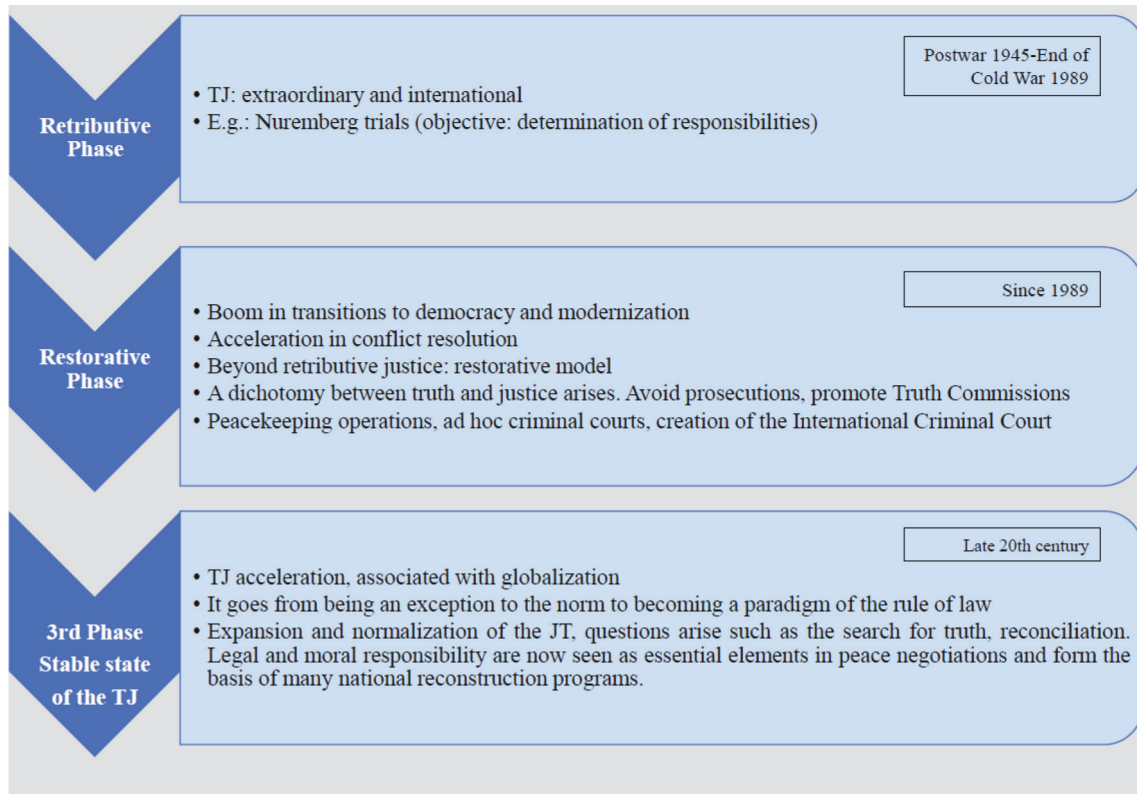 Retributive
Phase
Postwar 1945-End of
Cold War 1989
• TJ: extraordinary and international
• E.g.: Nuremberg trials (objective: determination of responsibilities)
Restorative
Phase
Since 1989
• Boom in transitions to democracy and modernization
• Acceleration in conflict resolution
• Beyond retributive justice: restorative model
• A dichotomy between truth and justice arises. Avoid prosecutions, promote Truth Commissions
• Peacekeeping operations, ad hoc criminal courts, creation of the International Criminal Court
3rd Phase
Stable state
of the TJ
Late 20th century
• TJ acceleration, associated with globalization
• It goes from being an exception to the norm to becoming a paradigm of the rule of law
• Expansion and normalization of the JT, questions arise such as the search for truth, reconciliation.
Legal and moral responsibility are now seen as essential elements in peace negotiations and form the
basis of many national reconstruction programs.